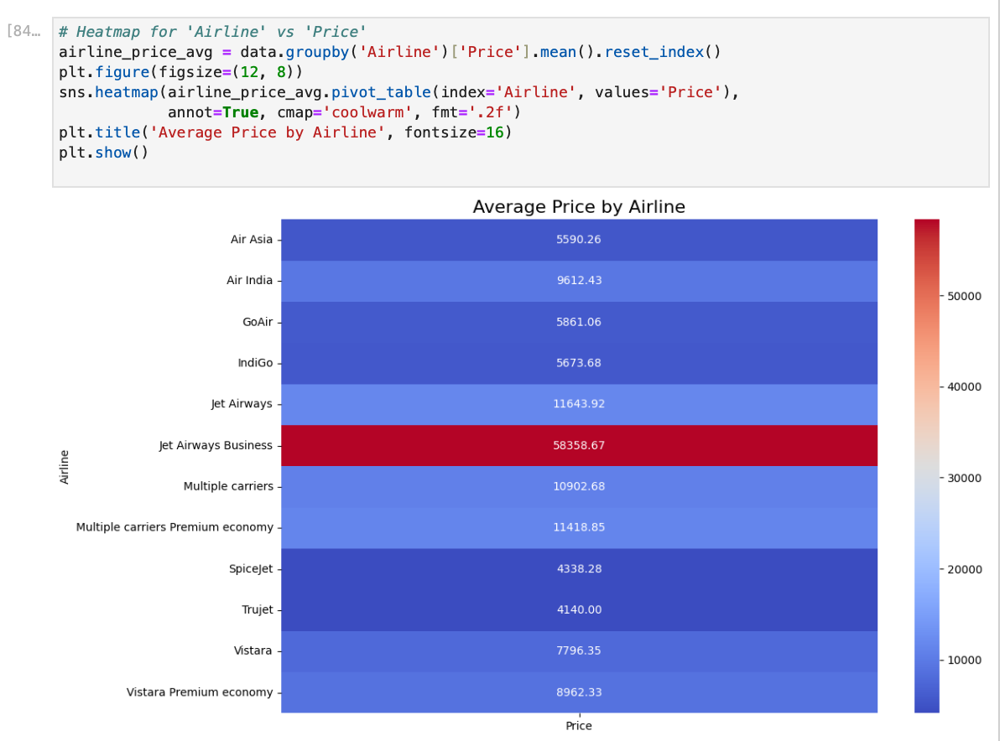 [84…
# Heatmap for 'Airline' vs 'Price'
airline_price_avg = data.groupby('Airline')['Price'].mean().reset_index()
plt.figure(figsize=(12, 8))
sns.heatmap(airline_price_avg.pivot_table(index='Airline', values='Price'),
            annot=True, cmap='coolwarm', fmt='.2f')
plt.title('Average Price by Airline', fontsize=16)
plt.show()
Average Price by Airline
Air Asia 5590.26
Air India 9612.43
GoAir 5861.06
IndiGo 5673.68
Jet Airways 11643.92
Jet Airways Business 58358.67
Multiple carriers 10902.68
Multiple carriers Premium economy 11418.85
SpiceJet 4338.28
Trujet 4140.00
Vistara 7796.35
Vistara Premium economy 8962.33
Airline
Price
50000
40000
30000
20000
10000